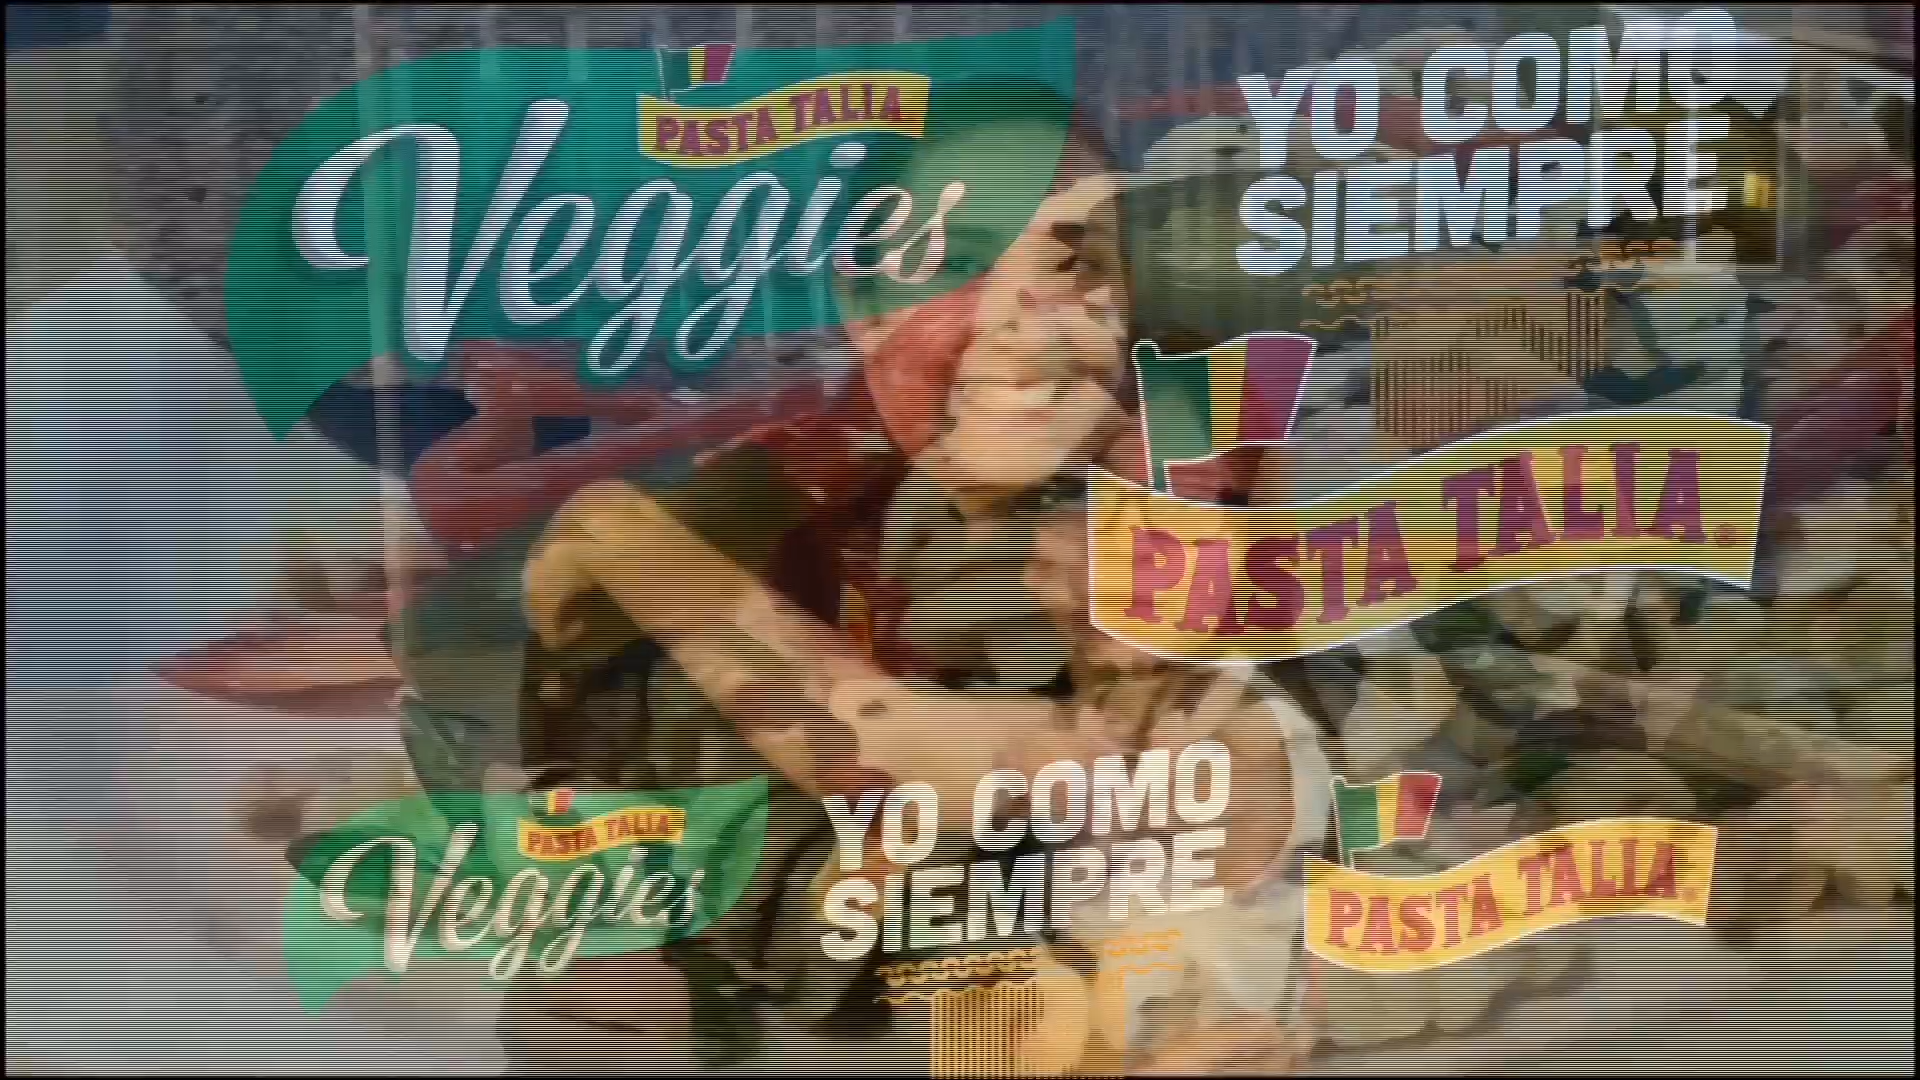 PASTA TALIA®
Veggies
YO COMO
SIEMPRE
PASTA TALIA®
PASTA TALIA
Veggies
YO COMO
SIEMPRE
PASTA TALIA®